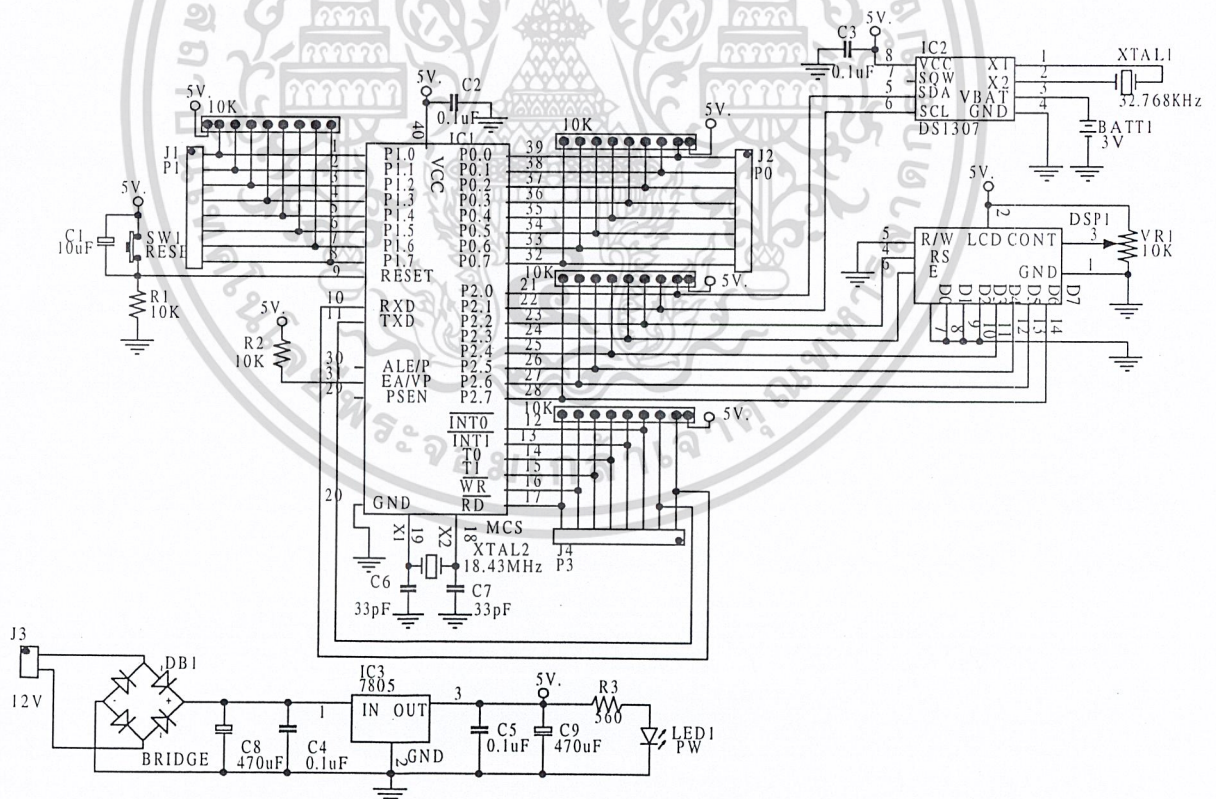 5V.
C3
0.1uF
IC2
8 VCC X1 1
7 SQW X2 2
5 SDA VBAT 3
6 SCL GND 4
DS1307
XTAL1
32.768KHz
BATT1
3V
5V.
10K
5V.
C2
0.1uF
40
IC1
VCC
10K
5V.
J1
P1
J2
P0
1 P1.0 P0.0 39
2 P1.1 P0.1 38
3 P1.2 P0.2 37
4 P1.3 P0.3 36
5 P1.4 P0.4 35
6 P1.5 P0.5 34
7 P1.6 P0.6 33
8 P1.7 P0.7 32
9 RESET
5V.
C1
10uF
SW1
RESE
R1
10K
10K
5V.
P2.0 21
10 RXD P2.1 22
11 TXD P2.2 23
P2.3 24
P2.4 25
30 ALE/P P2.5 26
31 EA/VP P2.6 27
29 PSEN P2.7 28
5V.
R2
10K
10K
5V.
INT0 12
INT1 13
T0 14
T1 15
WR 16
RD 17
20 GND
X1 19
X2 18
MCS
XTAL2
18.43MHz
C6
33pF
C7
33pF
J4
P3
5V.
2
DSP1
5 R/W LCD CONT 3
4 RS
6 E GND 1
VR1
10K
D0 D1 D2 D3 D4 D5 D6 D7
7 8 9 10 11 12 13 14
J3
12V
DB1
BRIDGE
C8
470uF
C4
0.1uF
IC3
7805
1 IN OUT 3
GND
2
C5
0.1uF
5V.
C9
470uF
R3
560
LED1
PW